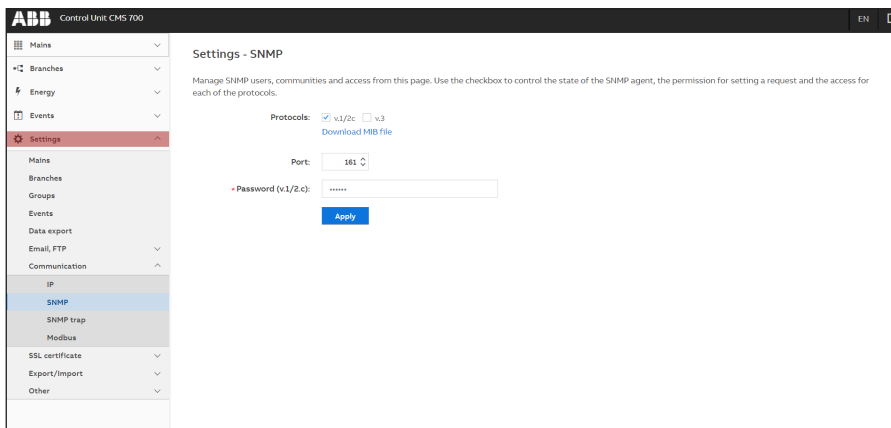 ABB Control Unit CMS 700
EN
Mains
Branches
Energy
Events
Settings
Mains
Branches
Groups
Events
Data export
Email, FTP
Communication
IP
SNMP
SNMP trap
Modbus
SSL certificate
Export/Import
Other
Settings - SNMP
Manage SNMP users, communities and access from this page. Use the checkbox to control the state of the SNMP agent, the permission for setting a request and the access for
each of the protocols.
Protocols: v.1/2c v.3
Download MIB file
Port: 161
* Password (v.1/2.c): ••••••
Apply